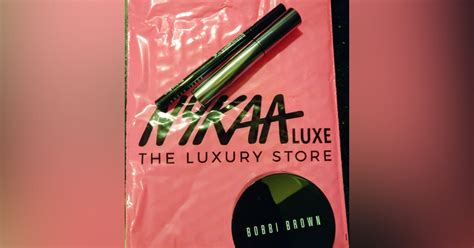 NYKAA LUXE
THE LUXURY STORE
BOBBI BROWN